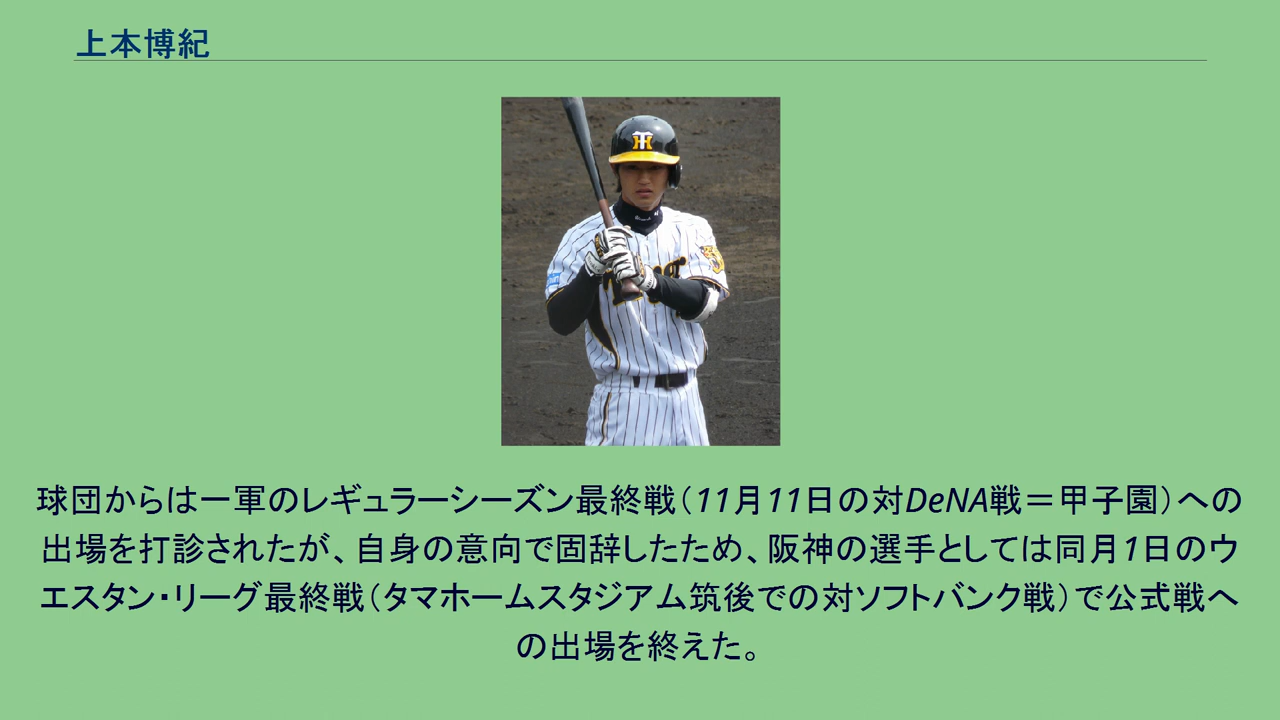 上本博紀
球団からは一軍のレギュラーシーズン最終戦（11月11日の対DeNA戦＝甲子園）への
出場を打診されたが、自身の意向で固辞したため、阪神の選手としては同月1日のウ
エスタン・リーグ最終戦（タマホームスタジアム筑後での対ソフトバンク戦）で公式戦へ
の出場を終えた。